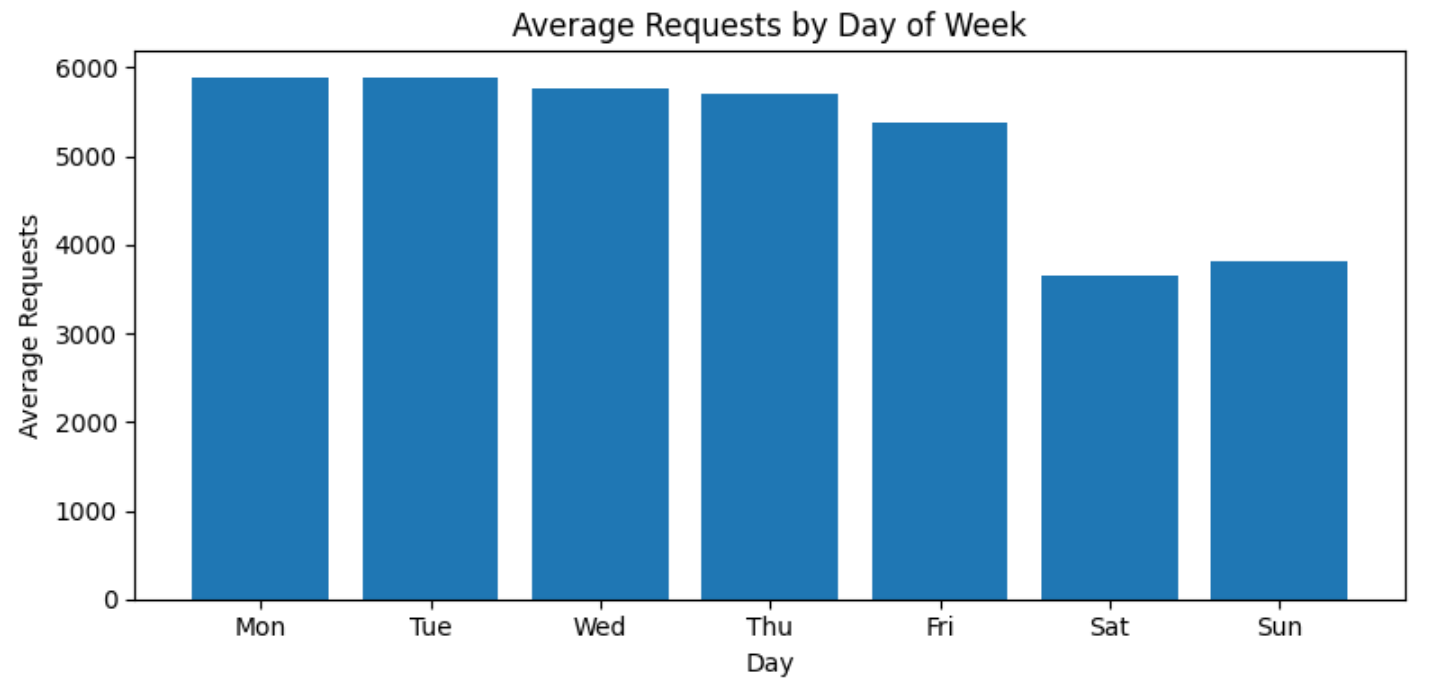 Average Requests by Day of Week
6000
5000
4000
3000
2000
1000
0
Average Requests
Mon Tue Wed Thu Fri Sat Sun
Day